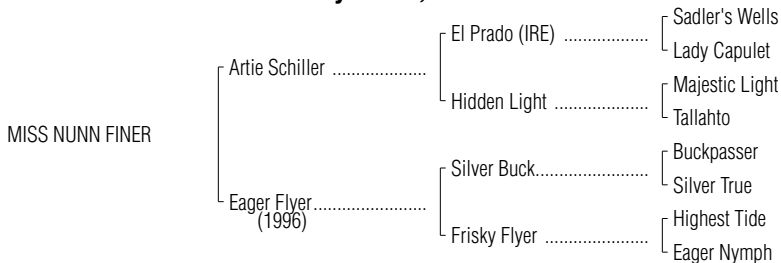 Sadler's Wells
El Prado (IRE) ....................
Lady Capulet
Artie Schiller .....................
Majestic Light
Hidden Light ......................
Tallahto
MISS NUNN FINER
Buckpasser
Silver Buck..........................
Silver True
Eager Flyer.........................
(1996)
Highest Tide
Frisky Flyer ........................
Eager Nymph